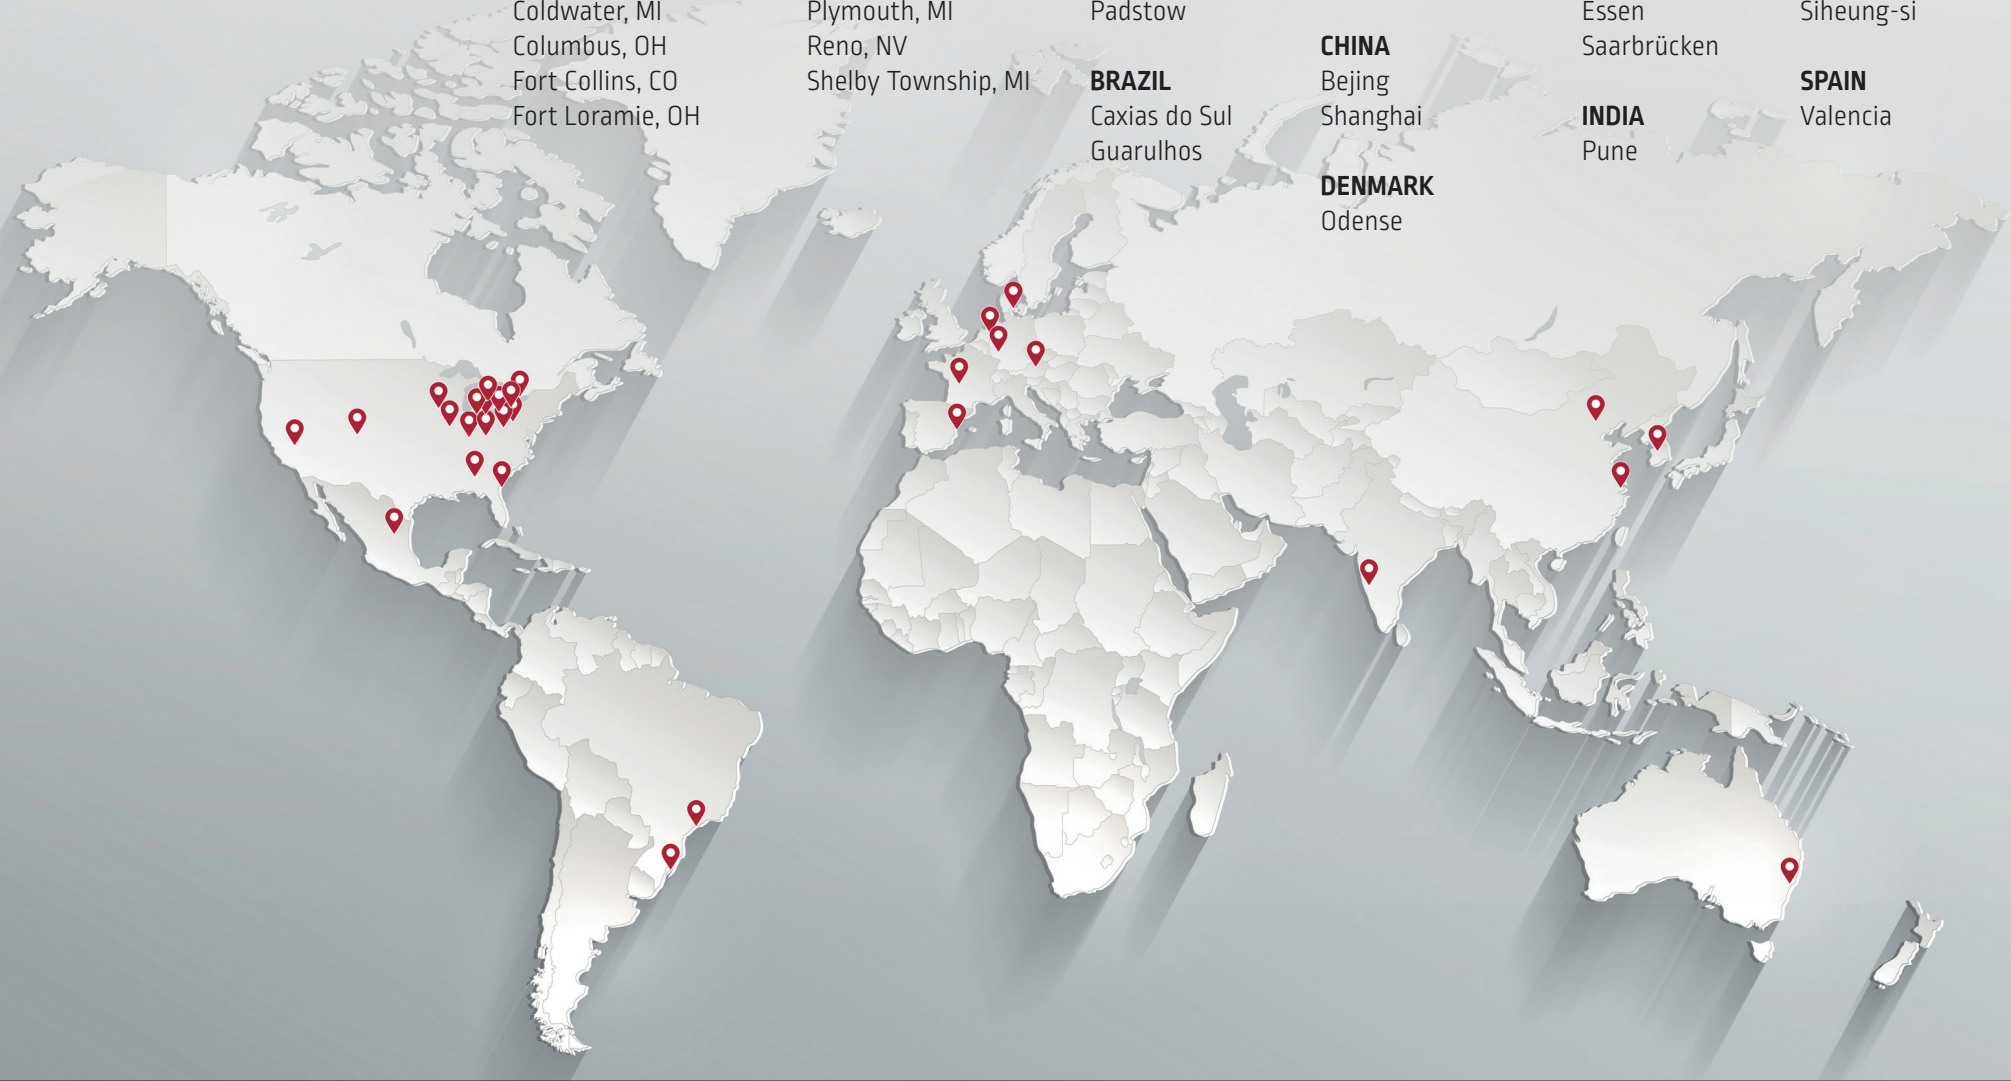 Coldwater, MI
Columbus, OH
Fort Collins, CO
Fort Loramie, OH
Plymouth, MI
Reno, NV
Shelby Township, MI
Padstow
BRAZIL
Caxias do Sul
Guarulhos
CHINA
Bejing
Shanghai
DENMARK
Odense
Essen
Saarbrücken
INDIA
Pune
Siheung-si
SPAIN
Valencia